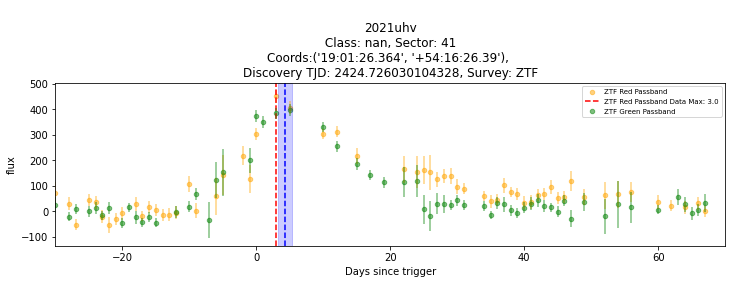 2021uhv
Class: nan, Sector: 41
Coords:('19:01:26.364', '+54:16:26.39'),
Discovery TJD: 2424.726030104328, Survey: ZTF
ZTF Red Passband
ZTF Red Passband Data Max: 3.0
ZTF Green Passband
500
400
300
200
100
0
−100
flux
−20
0
20
40
60
Days since trigger